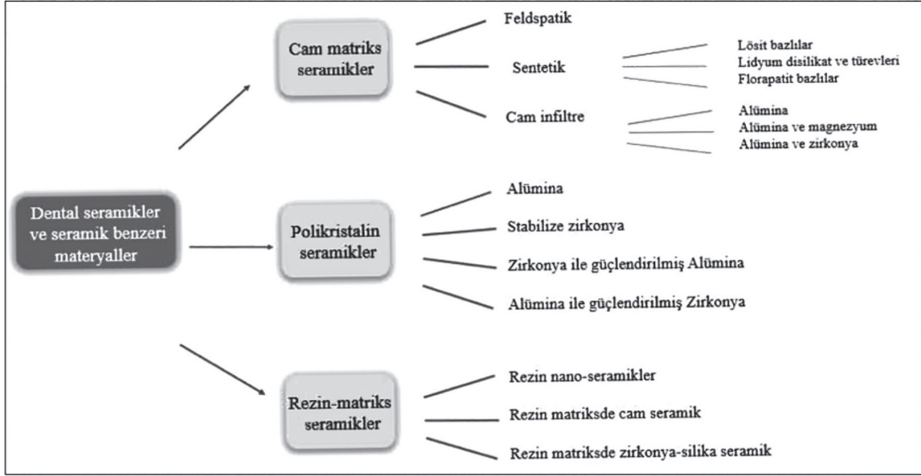 Dental seramikler
ve seramik benzeri
materyaller
Cam matriks
seramikler
Feldspatik
Sentetik
Lösit bazlılar
Lidyum disilikat ve türevleri
Florapatit bazlılar
Cam infiltre
Alümina
Alümina ve magnezyum
Alümina ve zirkonya
Polikristalin
seramikler
Alümina
Stabilize zirkonya
Zirkonya ile güçlendirilmiş Alümina
Alümina ile güçlendirilmiş Zirkonya
Rezin-matriks
seramikler
Rezin nano-seramikler
Rezin matriksde cam seramik
Rezin matriksde zirkonya-silika seramik